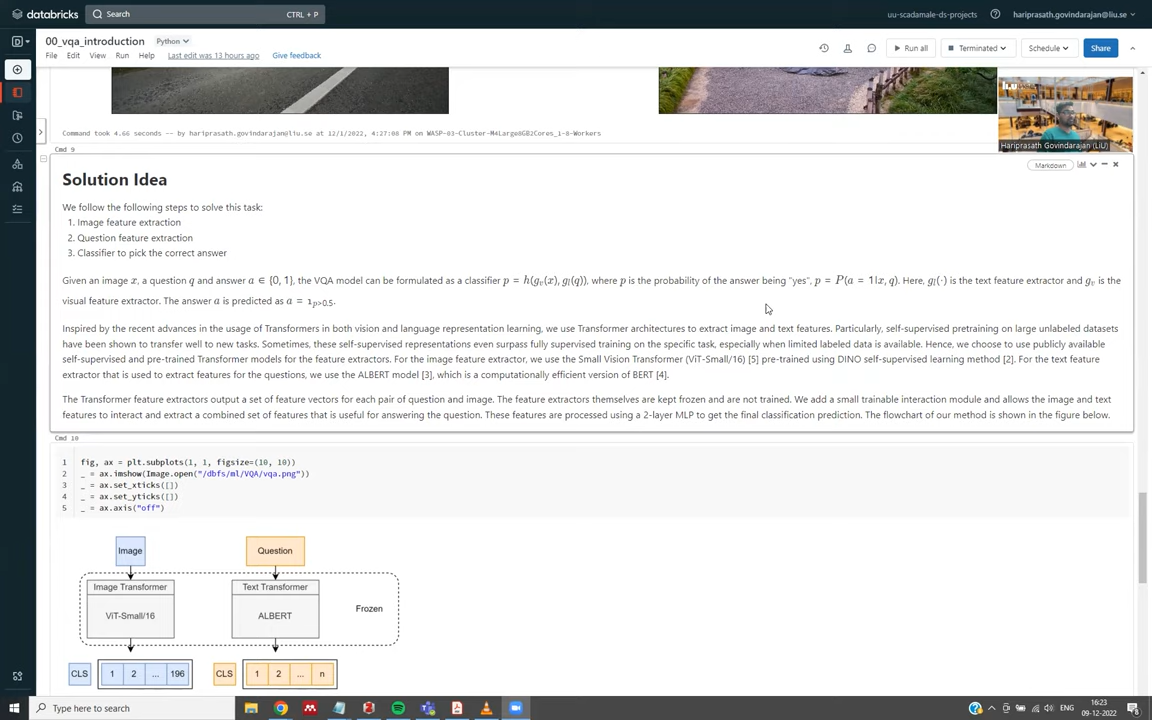 databricks
Search
CTRL + P
uu-scadamale-ds-projects
hariprasath.govindarajan@liu.se
00_vqa_introduction
Python
File Edit View Run Help Last edit was 13 hours ago Give feedback
Run all
Terminated
Schedule
Share
LiU
Hariprasath Govindarajan (LiU)
Command took 4.66 seconds -- by hariprasath.govindarajan@liu.se at 12/1/2022, 4:27:08 PM on WASP-03-Cluster-M4Large8GB2Cores_1-8-Workers
Cmd 9
Markdown
Solution Idea
We follow the following steps to solve this task:
1. Image feature extraction
2. Question feature extraction
3. Classifier to pick the correct answer
Given an image x, a question q and answer a ∈ {0, 1}, the VQA model can be formulated as a classifier p = h(gᵥ(x), gₗ(q)), where p is the probability of the answer being "yes", p = P(a = 1|x, q). Here, gₗ(·) is the text feature extractor and gᵥ is the
visual feature extractor. The answer a is predicted as a = 1p>0.5.
Inspired by the recent advances in the usage of Transformers in both vision and language representation learning, we use Transformer architectures to extract image and text features. Particularly, self-supervised pretraining on large unlabeled datasets
have been shown to transfer well to new tasks. Sometimes, these self-supervised representations even surpass fully supervised training on the specific task, especially when limited labeled data is available. Hence, we choose to use publicly available
self-supervised and pre-trained Transformer models for the feature extractors. For the image feature extractor, we use the Small Vision Transformer (ViT-Small/16) [5] pre-trained using DINO self-supervised learning method [2]. For the text feature
extractor that is used to extract features for the questions, we use the ALBERT model [3], which is a computationally efficient version of BERT [4].
The Transformer feature extractors output a set of feature vectors for each pair of question and image. The feature extractors themselves are kept frozen and are not trained. We add a small trainable interaction module and allows the image and text
features to interact and extract a combined set of features that is useful for answering the question. These features are processed using a 2-layer MLP to get the final classification prediction. The flowchart of our method is shown in the figure below.
Cmd 10
1 fig, ax = plt.subplots(1, 1, figsize=(10, 10))
2 _ = ax.imshow(Image.open("/dbfs/ml/VQA/vqa.png"))
3 _ = ax.set_xticks([])
4 _ = ax.set_yticks([])
5 _ = ax.axis("off")
Image Question
Image Transformer Text Transformer
ViT-Small/16 ALBERT Frozen
CLS 1 2 ... 196 CLS 1 2 ... n
Type here to search
ENG
16:23
09-12-2022